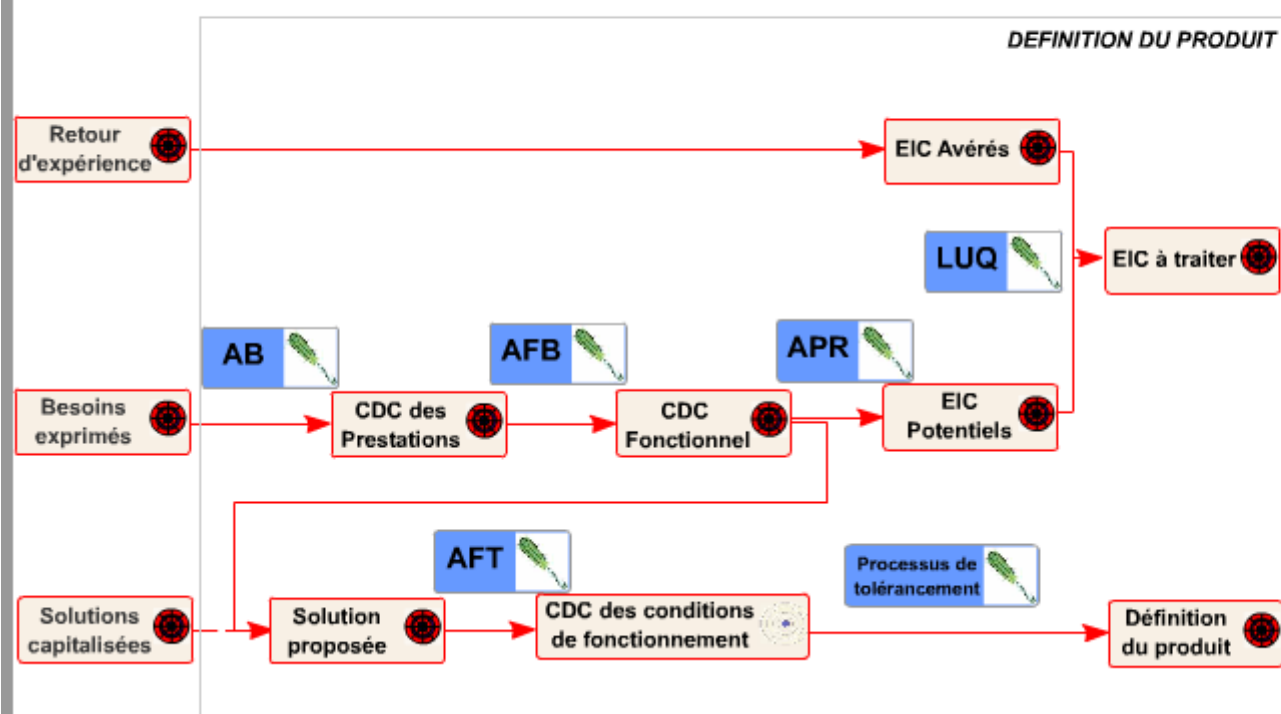 DEFINITION DU PRODUIT
Retour
d'expérience
EIC Avérés
LUQ
EIC à traiter
AB
AFB
APR
Besoins
exprimés
CDC des
Prestations
CDC
Fonctionnel
EIC
Potentiels
AFT
Processus de
tolérancement
Solutions
capitalisées
Solution
proposée
CDC des conditions
de fonctionnement
Définition
du produit